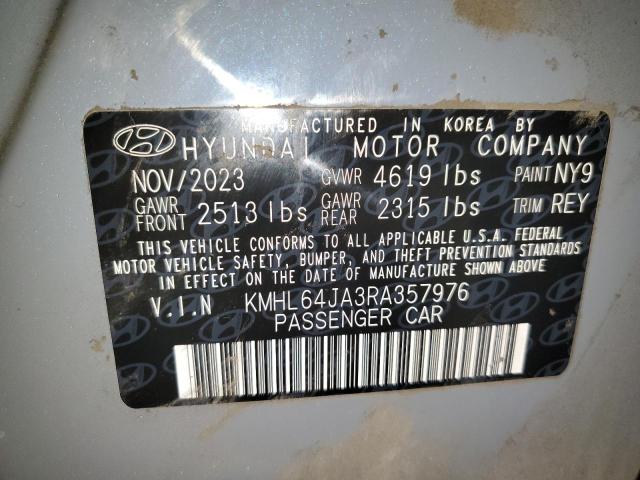 MANUFACTURED IN KOREA BY
HYUNDAI MOTOR COMPANY
NOV/2023 GVWR 4619 lbs PAINT NY9
GAWR FRONT 2513 lbs GAWR REAR 2315 lbs TRIM REY
THIS VEHICLE CONFORMS TO ALL APPLICABLE U.S.A. FEDERAL
MOTOR VEHICLE SAFETY, BUMPER, AND THEFT PREVENTION STANDARDS
IN EFFECT ON THE DATE OF MANUFACTURE SHOWN ABOVE
V.I.N KMHL64JA3RA357976
PASSENGER CAR